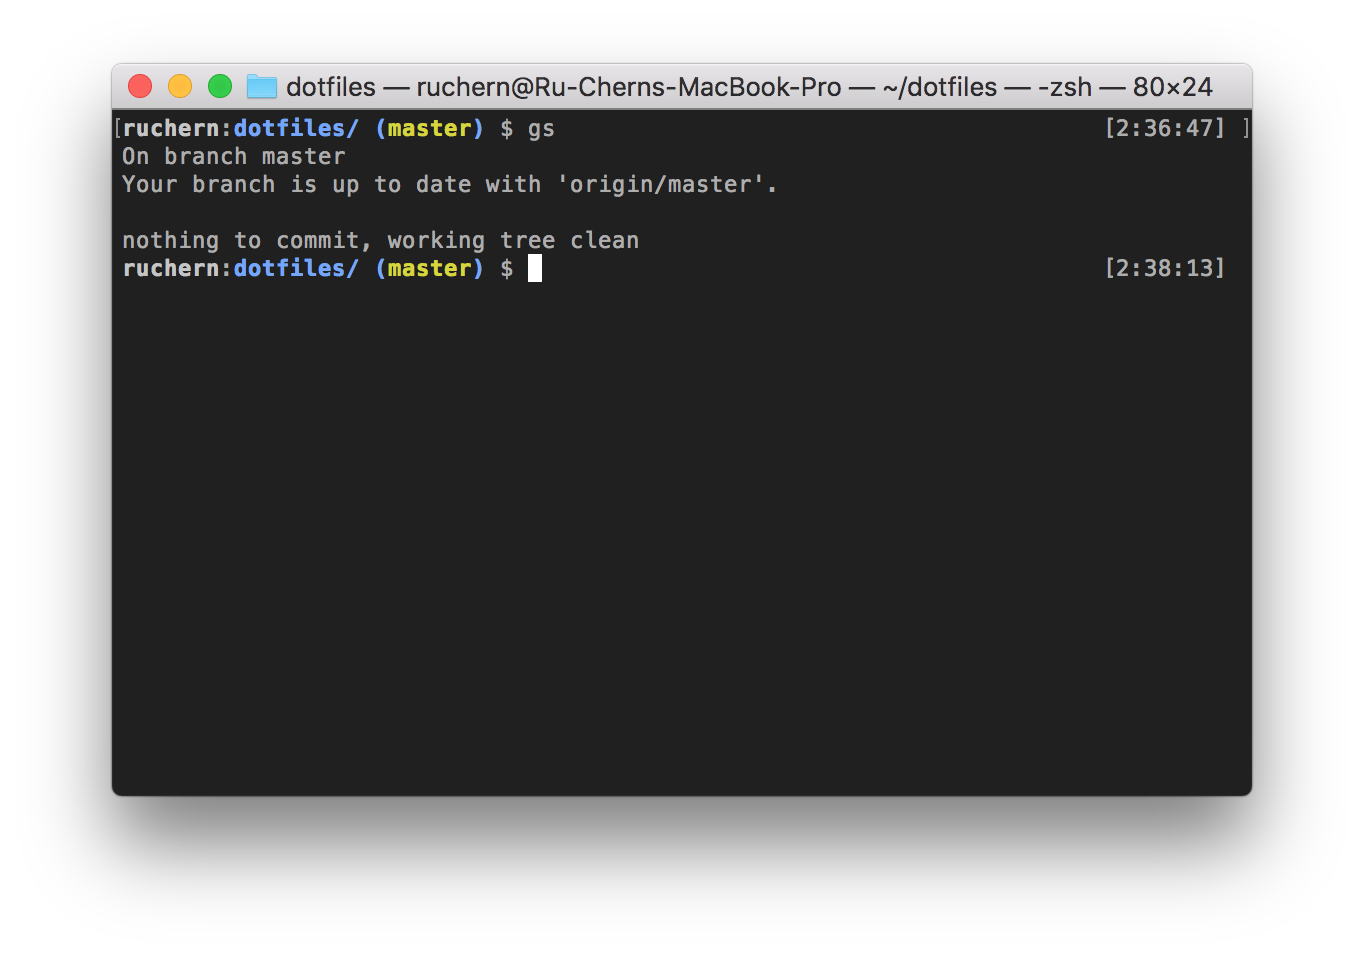 dotfiles — ruchern@Ru-Cherns-MacBook-Pro — ~/dotfiles — -zsh — 80×24
[ruchern:dotfiles/ (master) $ gs [2:36:47] ]
On branch master
Your branch is up to date with 'origin/master'.
nothing to commit, working tree clean
ruchern:dotfiles/ (master) $ [2:38:13]